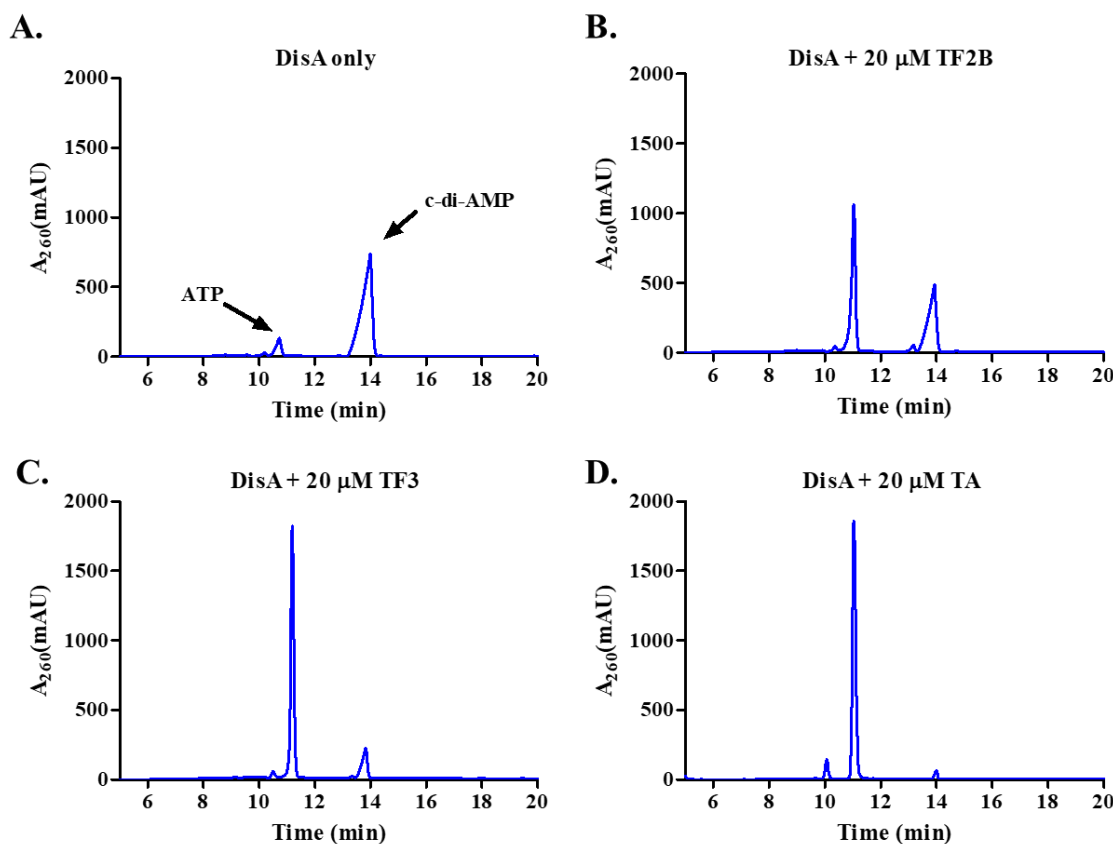 A.
DisA only
2000
1500
1000
500
0
A260(mAU)
ATP
c-di-AMP
6 8 10 12 14 16 18 20
Time (min)
B.
DisA + 20 μM TF2B
2000
1500
1000
500
0
A260(mAU)
6 8 10 12 14 16 18 20
Time (min)
C.
DisA + 20 μM TF3
2000
1500
1000
500
0
A260(mAU)
6 8 10 12 14 16 18 20
Time (min)
D.
DisA + 20 μM TA
2000
1500
1000
500
0
A260(mAU)
6 8 10 12 14 16 18 20
Time (min)